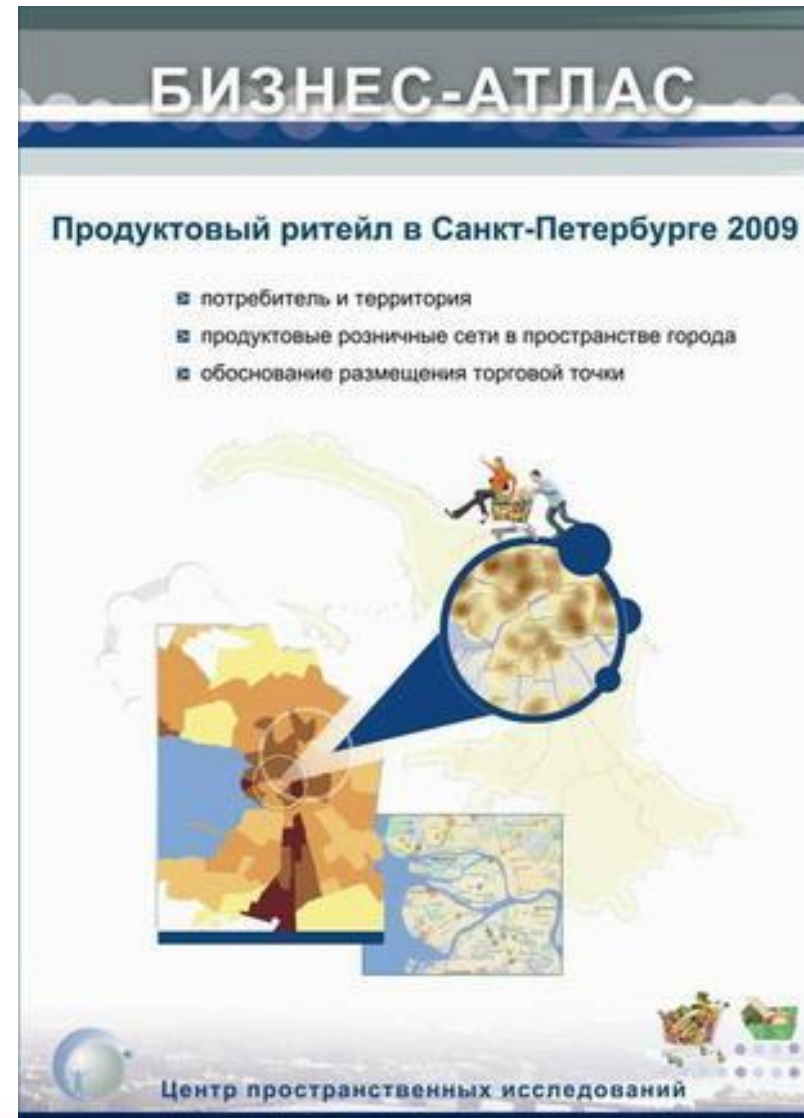 БИЗНЕС-АТЛАС
Продуктовый ритейл в Санкт-Петербурге 2009
потребитель и территория
продуктовые розничные сети в пространстве города
обоснование размещения торговой точки
Центр пространственных исследований